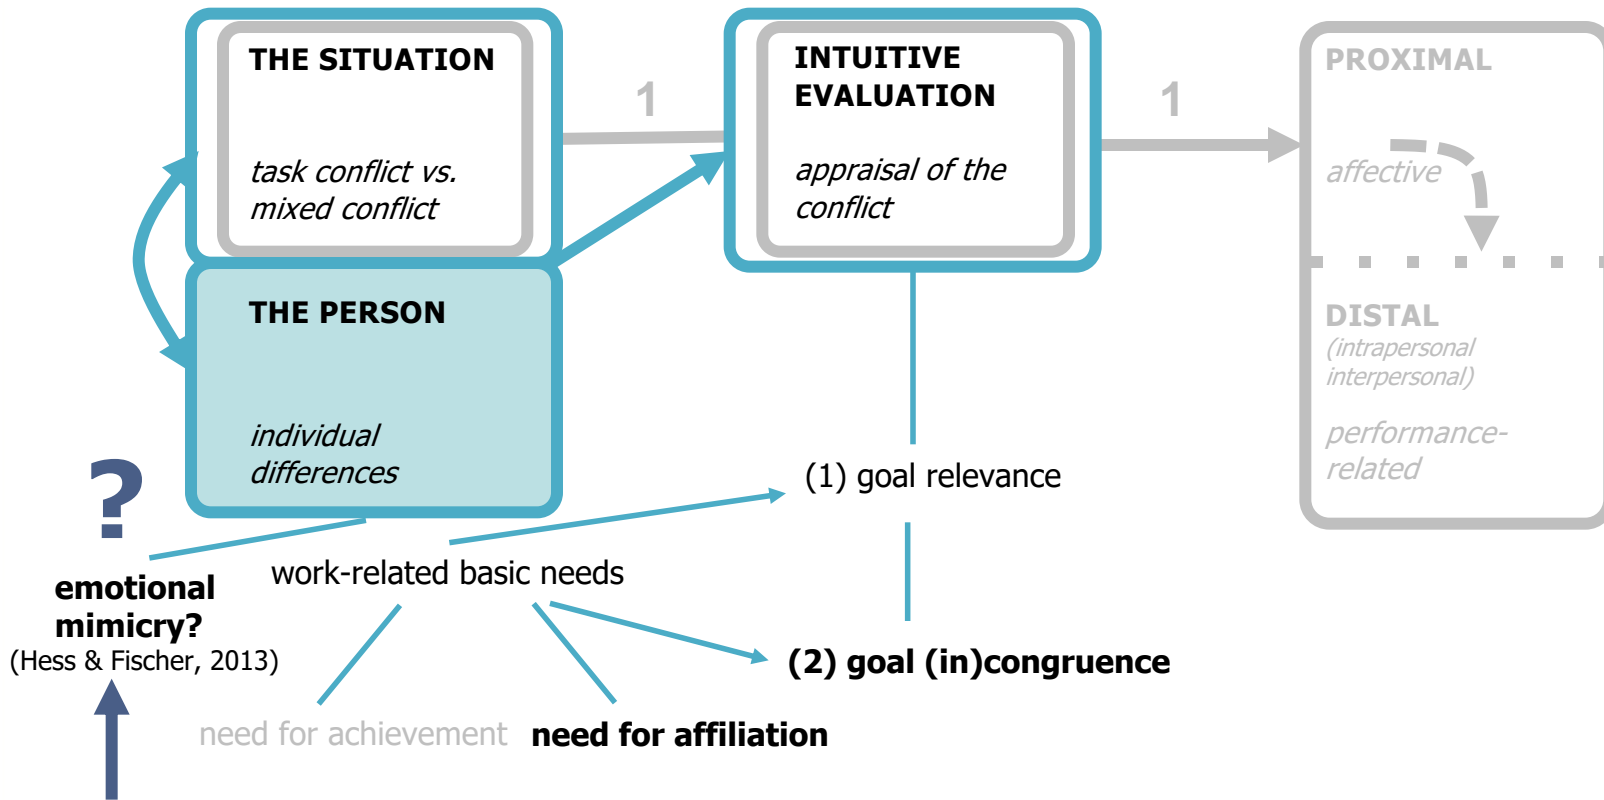 THE SITUATION
task conflict vs.
mixed conflict
1
INTUITIVE
EVALUATION
appraisal of the
conflict
1
PROXIMAL
affective
DISTAL
(intrapersonal
interpersonal)
performance-
related
THE PERSON
individual
differences
?
emotional
mimicry?
(Hess & Fischer, 2013)
work-related basic needs
(1) goal relevance
(2) goal (in)congruence
need for achievement
need for affiliation